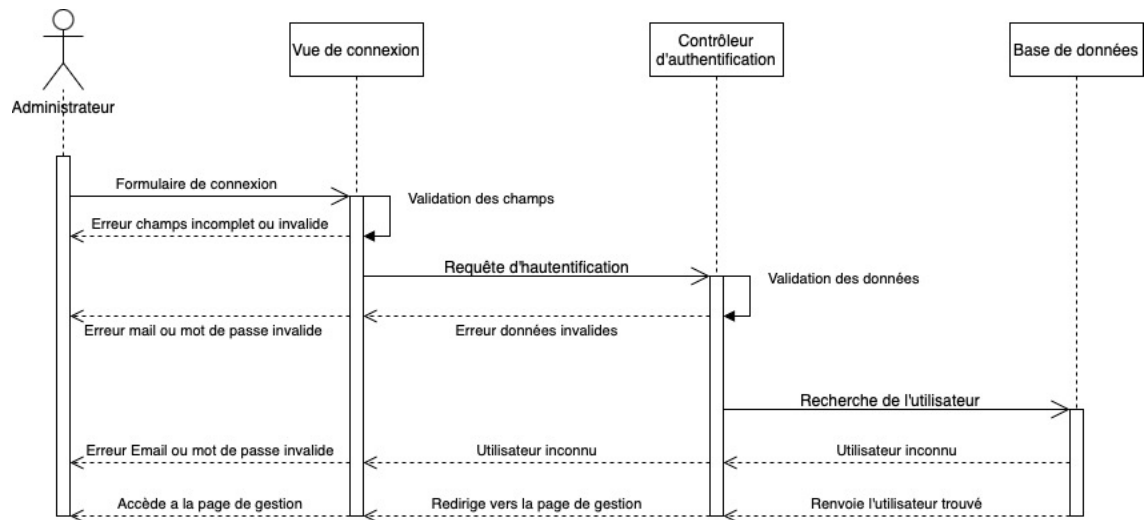 Vue de connexion
Contrôleur
d'authentification
Base de données
Administrateur
Formulaire de connexion
Validation des champs
Erreur champs incomplet ou invalide
Requête d'hautentification
Validation des données
Erreur mail ou mot de passe invalide
Erreur données invalides
Recherche de l'utilisateur
Erreur Email ou mot de passe invalide
Utilisateur inconnu
Utilisateur inconnu
Accède a la page de gestion
Redirige vers la page de gestion
Renvoie l'utilisateur trouvé